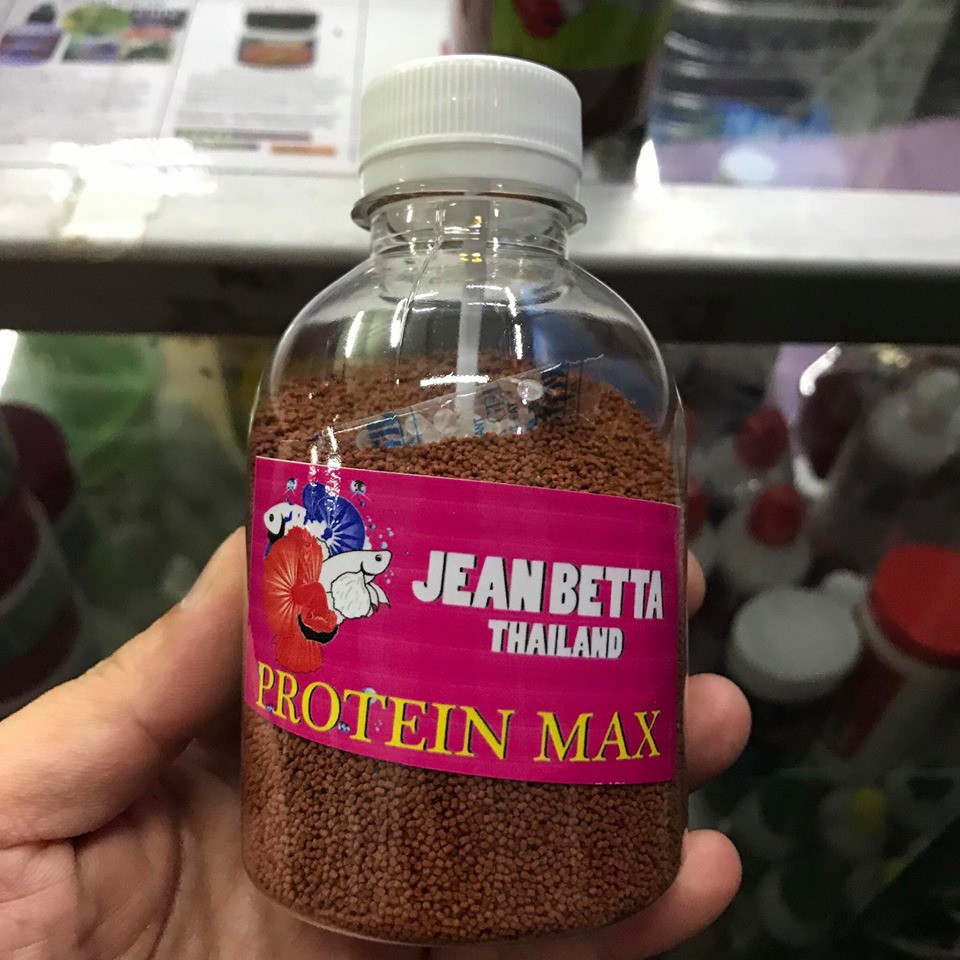 JEAN BETTA
THAILAND
PROTEIN MAX